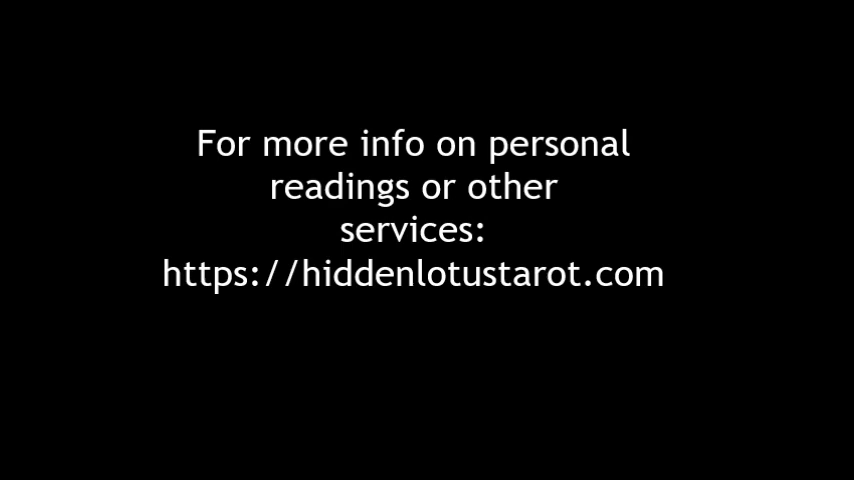 For more info on personal
readings or other
services:
https://hiddenlotustarot.com